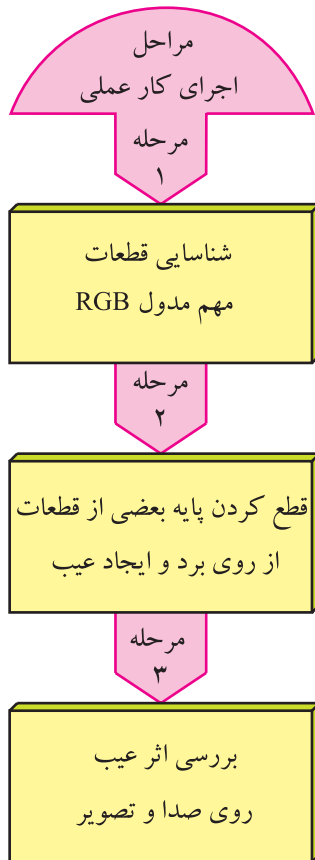 مراحل
اجرای کار عملی
مرحله
۱
شناسایی قطعات
مهم مدول RGB
مرحله
۲
قطع کردن پایه بعضی از قطعات
از روی برد و ایجاد عیب
مرحله
۳
بررسی اثر عیب
روی صدا و تصویر